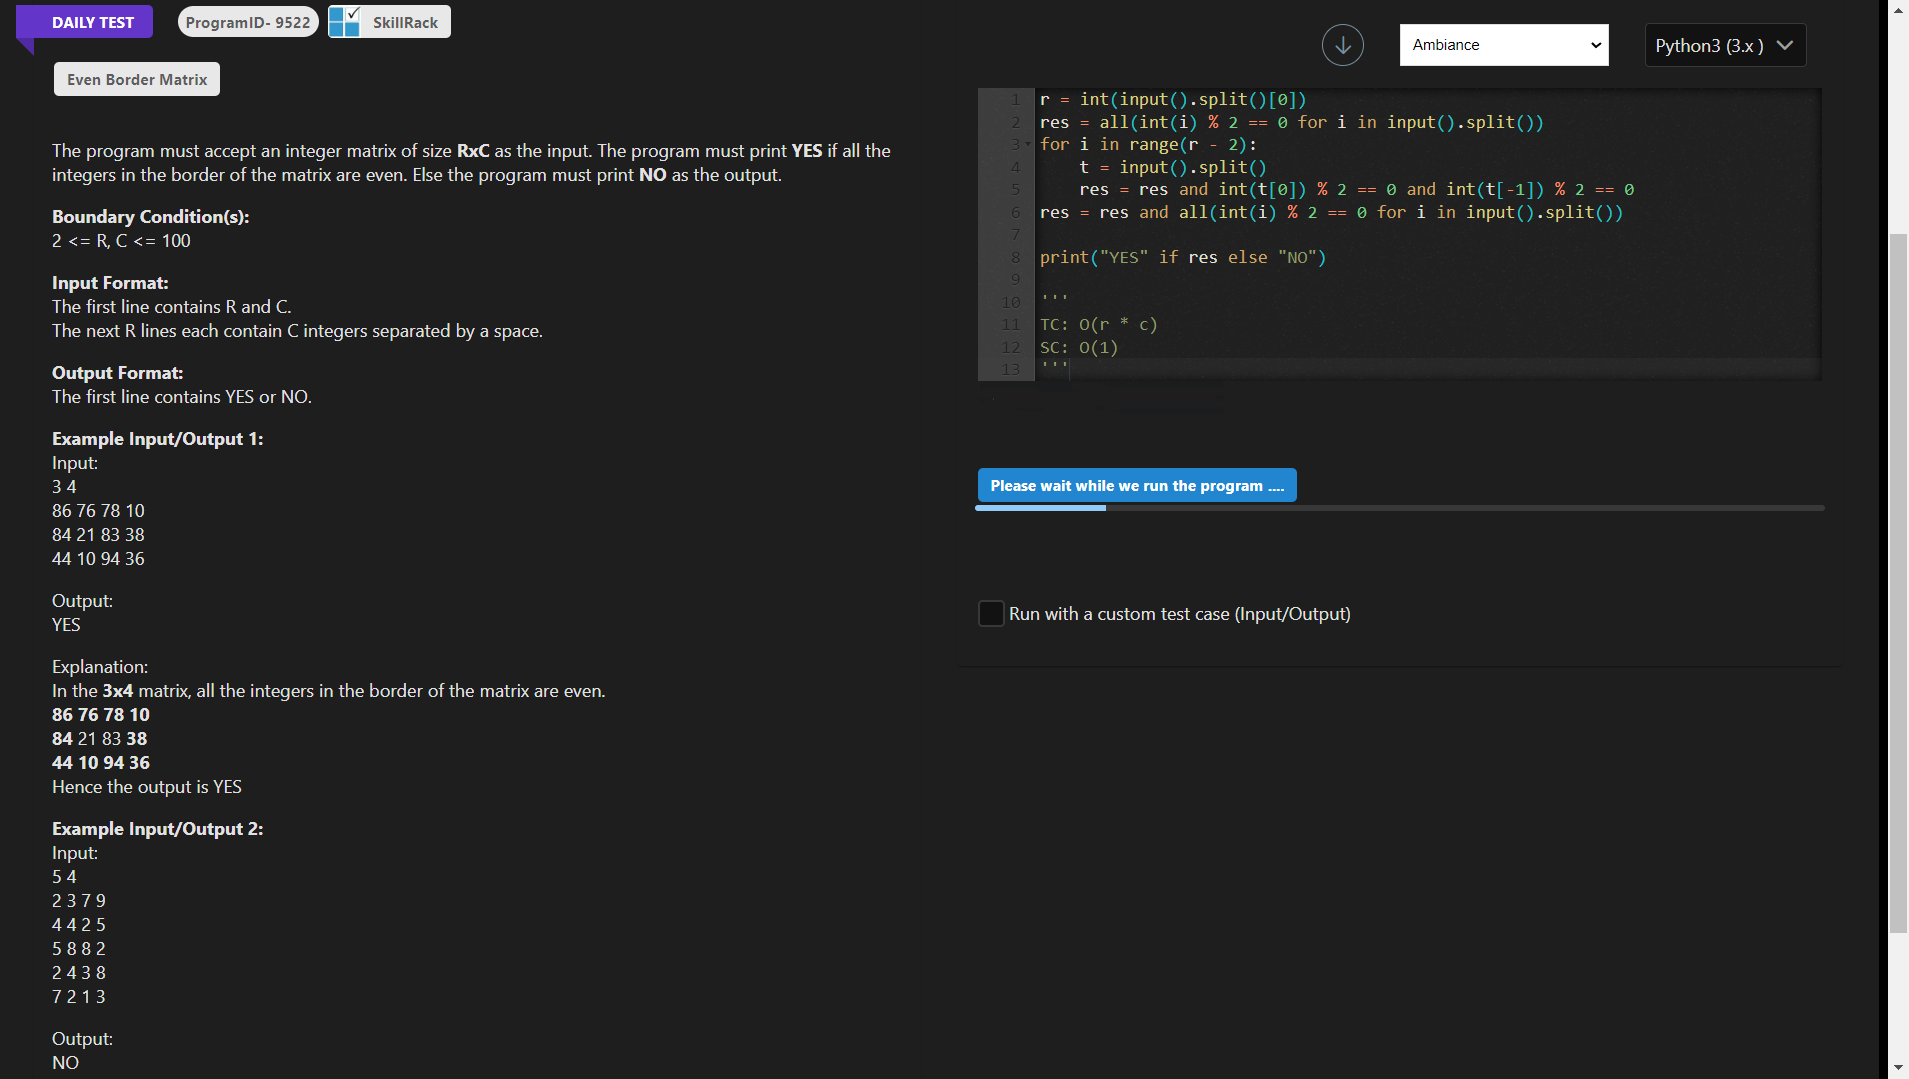 DAILY TEST
ProgramID- 9522
SkillRack
Even Border Matrix
The program must accept an integer matrix of size RxC as the input. The program must print YES if all the
integers in the border of the matrix are even. Else the program must print NO as the output.
Boundary Condition(s):
2 <= R, C <= 100
Input Format:
The first line contains R and C.
The next R lines each contain C integers separated by a space.
Output Format:
The first line contains YES or NO.
Example Input/Output 1:
Input:
3 4
86 76 78 10
84 21 83 38
44 10 94 36
Output:
YES
Explanation:
In the 3x4 matrix, all the integers in the border of the matrix are even.
86 76 78 10
84 21 83 38
44 10 94 36
Hence the output is YES
Example Input/Output 2:
Input:
5 4
2 3 7 9
4 4 2 5
5 8 8 2
2 4 3 8
7 2 1 3
Output:
NO
Ambiance
Python3 (3.x )
1 r = int(input().split()[0])
2 res = all(int(i) % 2 == 0 for i in input().split())
3 for i in range(r - 2):
4     t = input().split()
5     res = res and int(t[0]) % 2 == 0 and int(t[-1]) % 2 == 0
6 res = res and all(int(i) % 2 == 0 for i in input().split())
7
8 print("YES" if res else "NO")
9
10 '''
11 TC: O(r * c)
12 SC: O(1)
13 '''
Please wait while we run the program ....
Run with a custom test case (Input/Output)